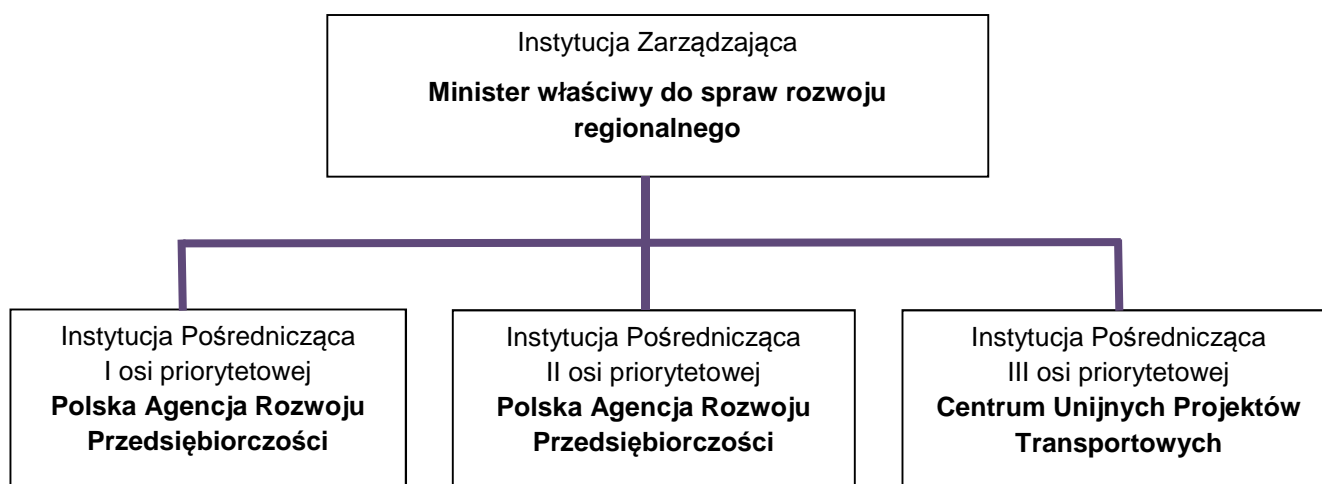 Instytucja Zarządzająca
Minister właściwy do spraw rozwoju
regionalnego
Instytucja Pośrednicząca
I osi priorytetowej
Polska Agencja Rozwoju
Przedsiębiorczości
Instytucja Pośrednicząca
II osi priorytetowej
Polska Agencja Rozwoju
Przedsiębiorczości
Instytucja Pośrednicząca
III osi priorytetowej
Centrum Unijnych Projektów
Transportowych